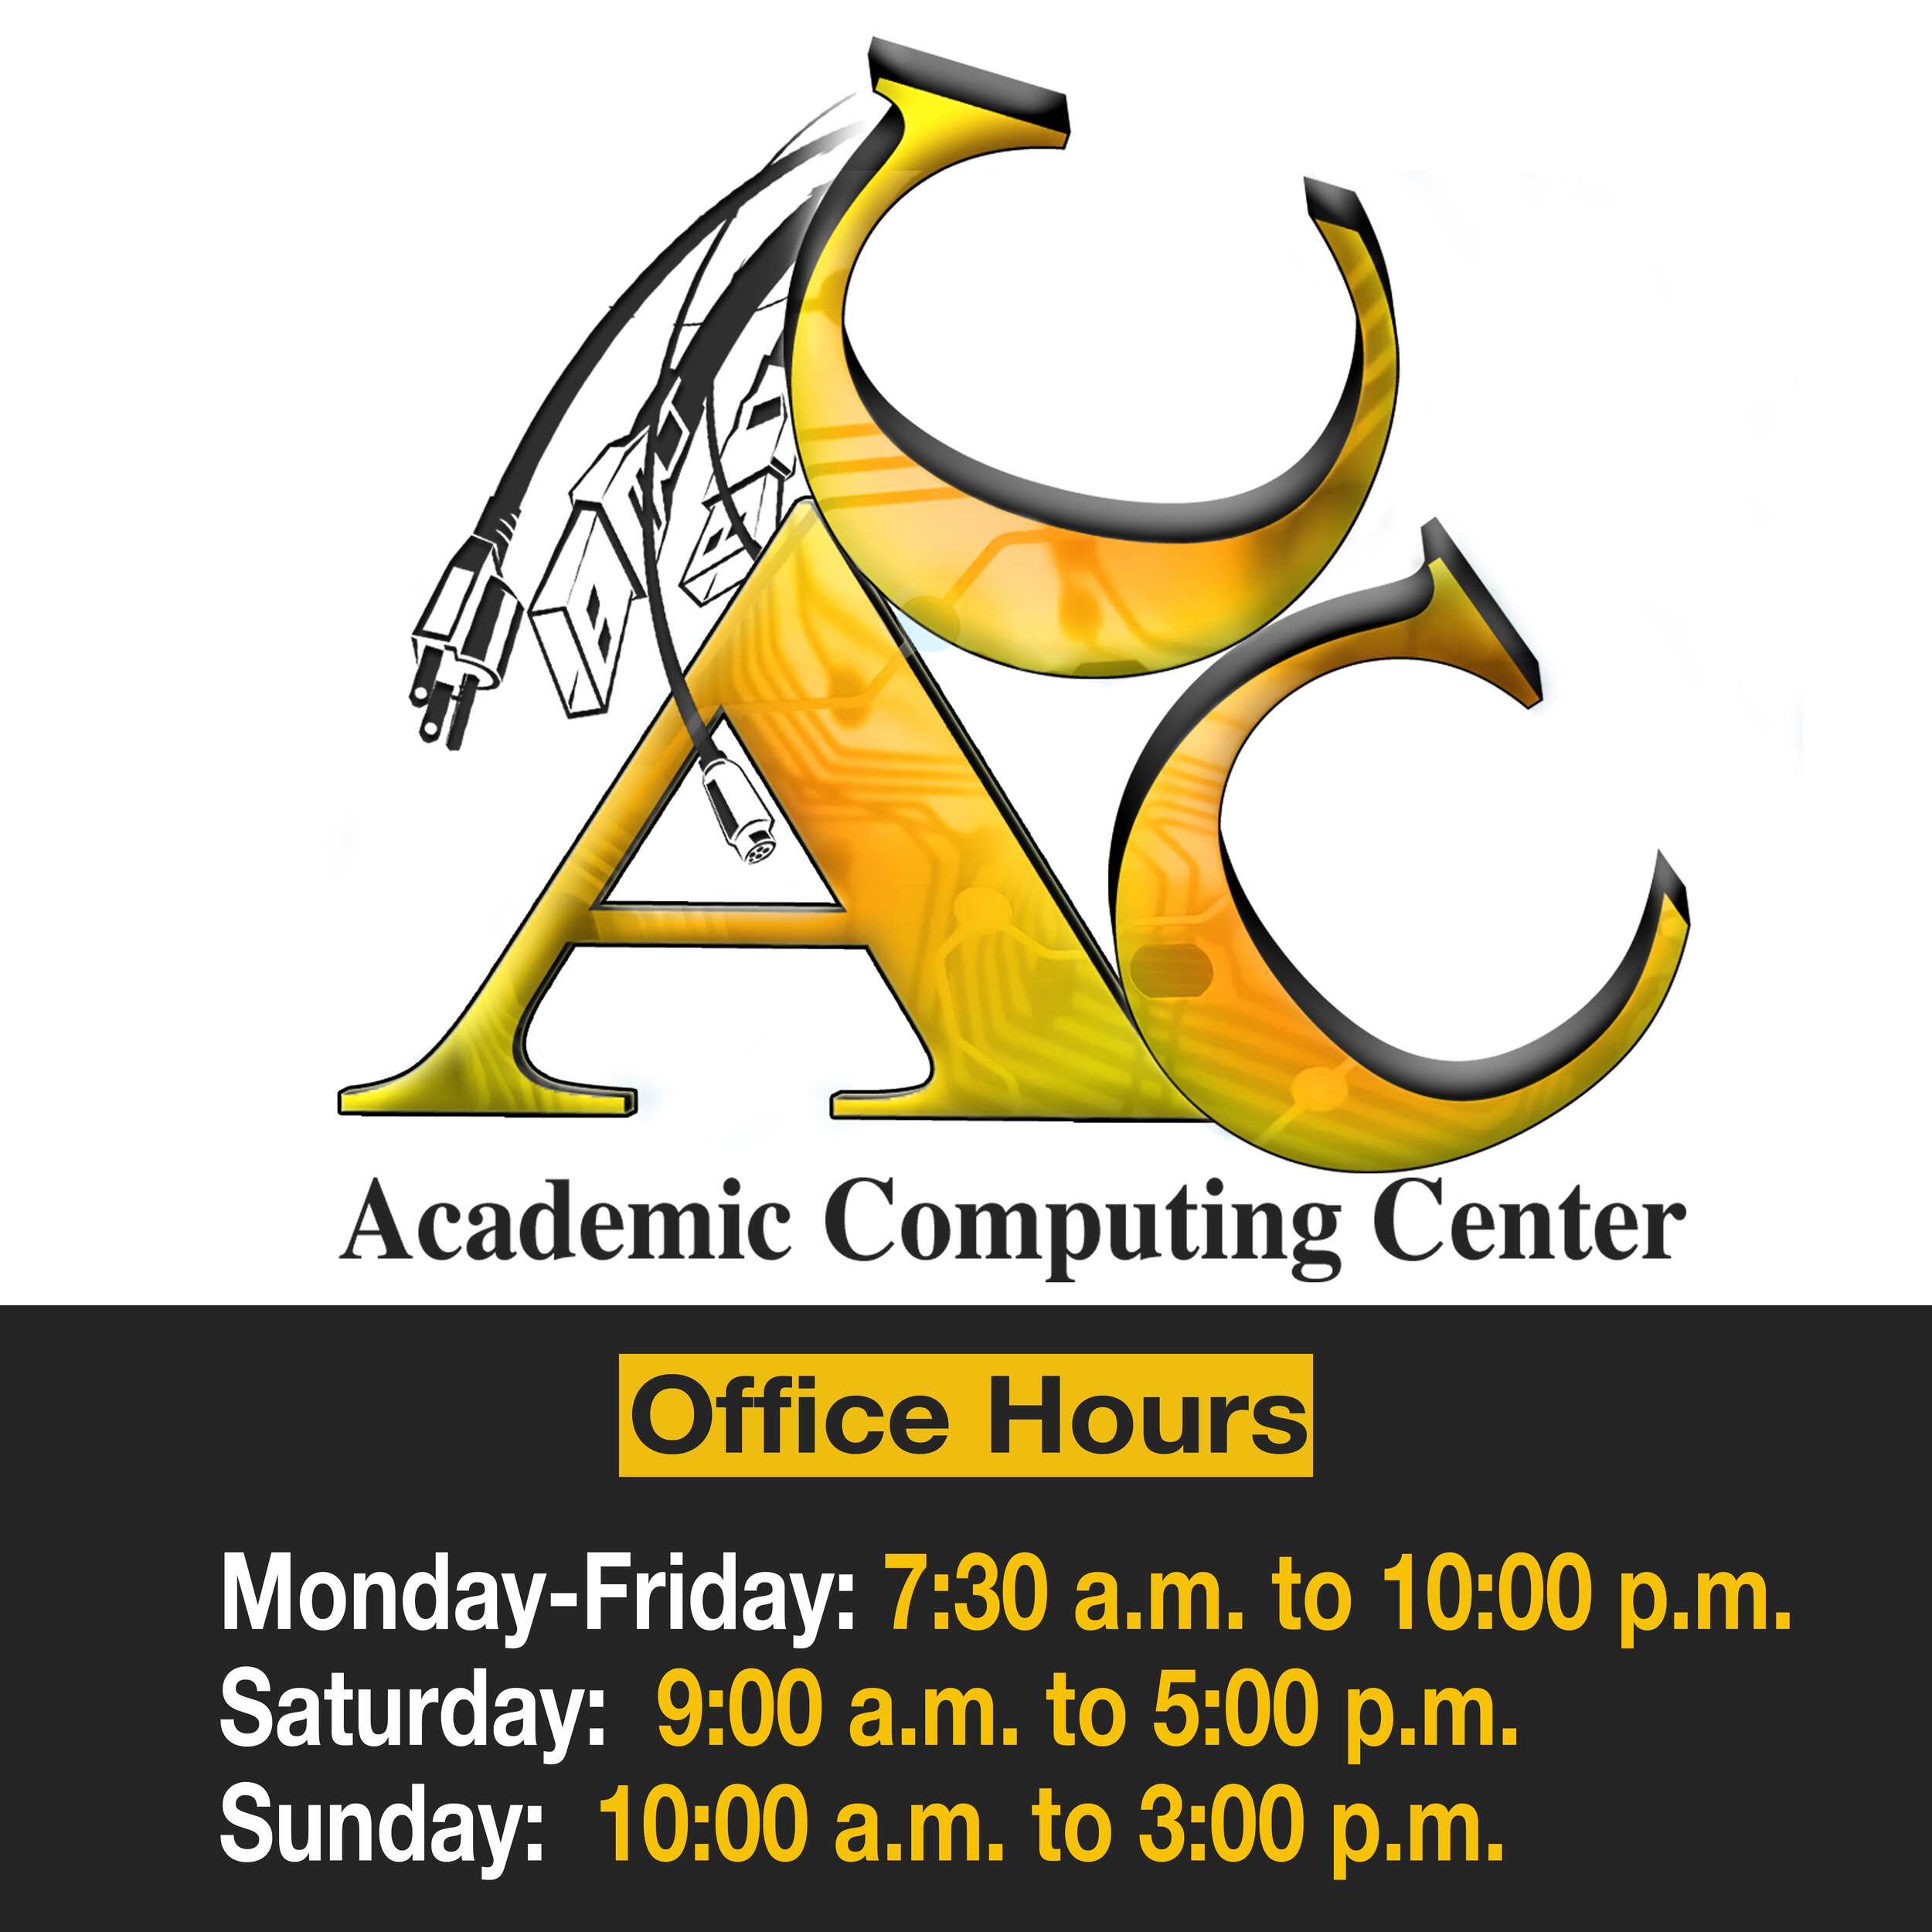 ACC
Academic Computing Center
Office Hours
Monday-Friday: 7:30 a.m. to 10:00 p.m.
Saturday: 9:00 a.m. to 5:00 p.m.
Sunday: 10:00 a.m. to 3:00 p.m.